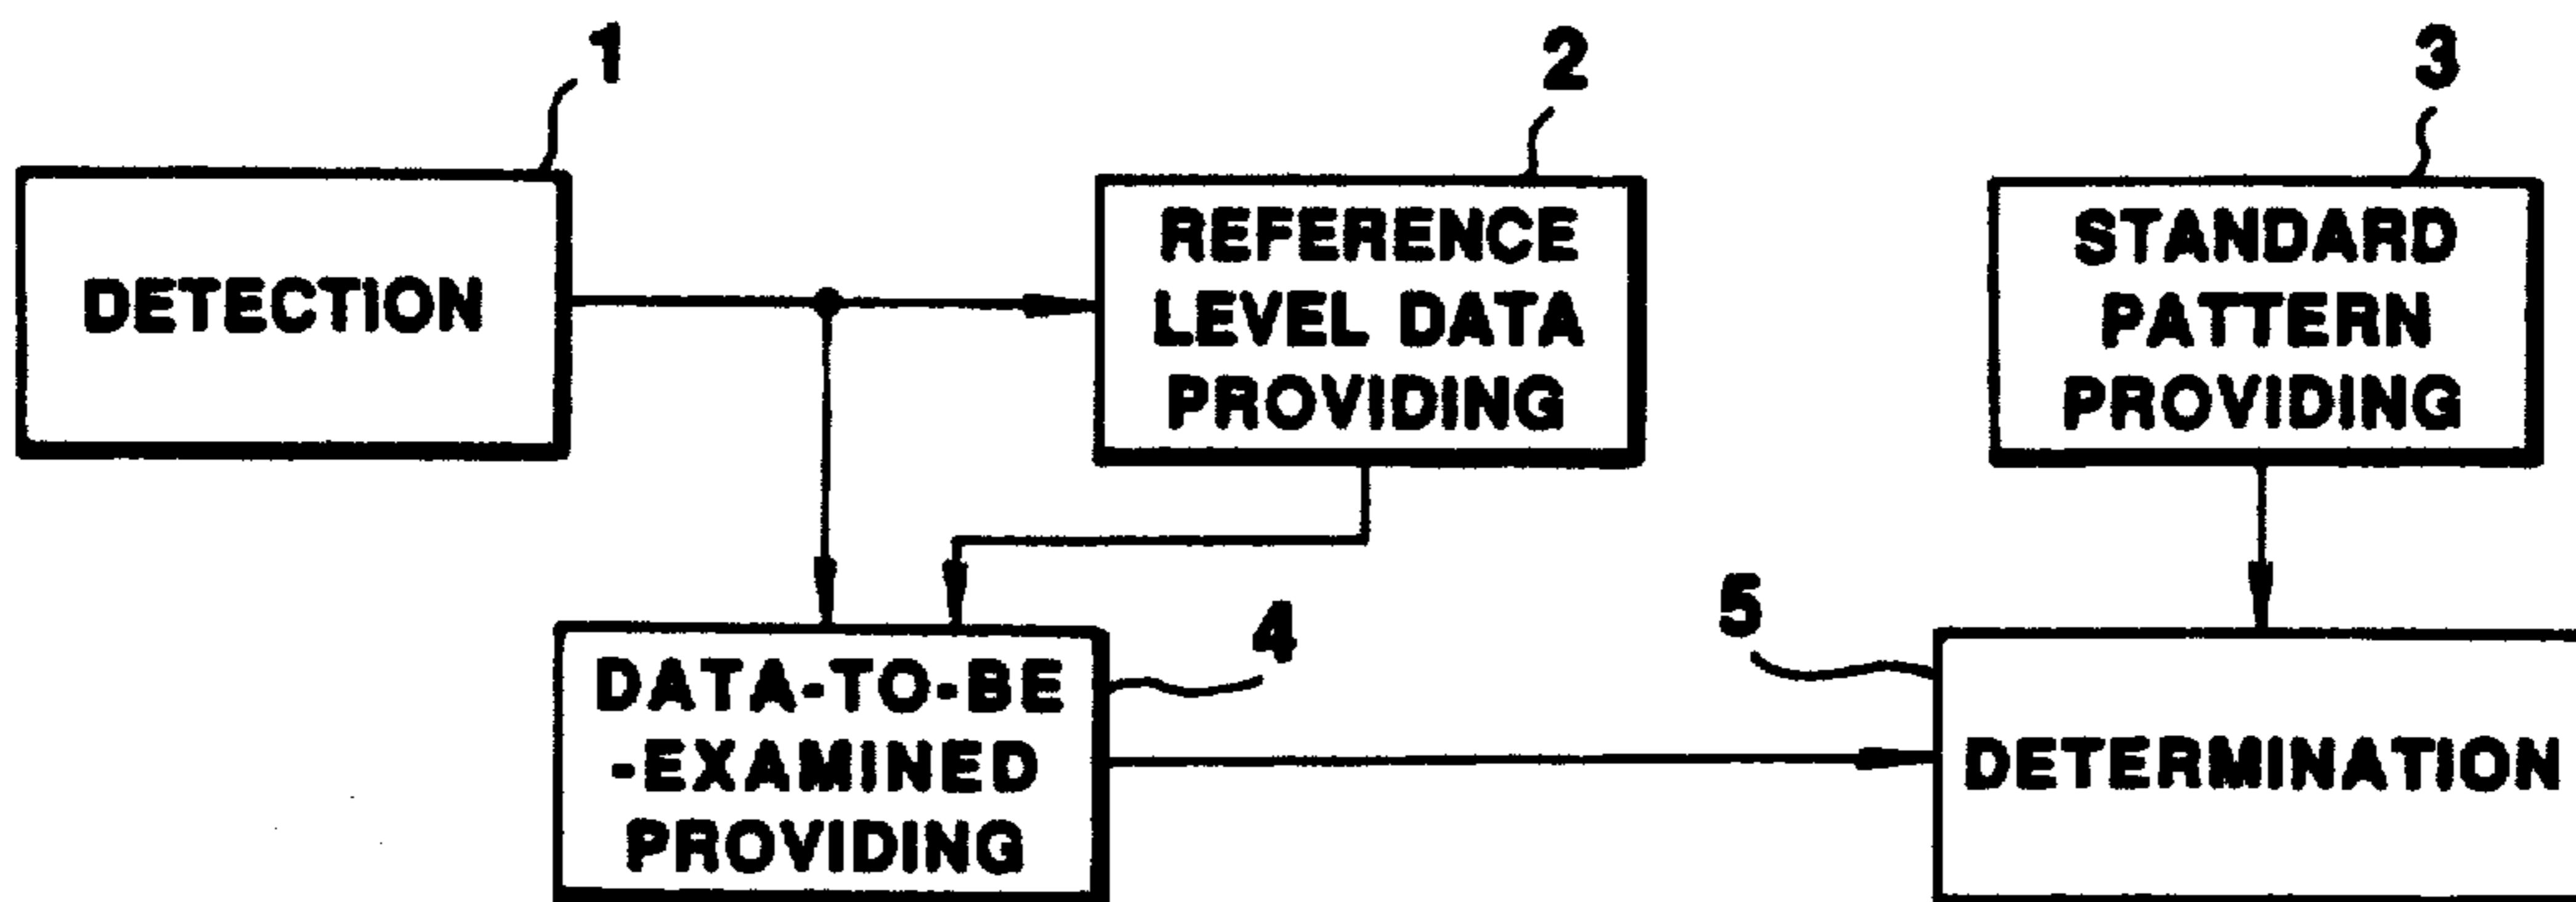 1
2
3
DETECTION
REFERENCE
LEVEL DATA
PROVIDING
STANDARD
PATTERN
PROVIDING
4
5
DATA-TO-BE
-EXAMINED
PROVIDING
DETERMINATION